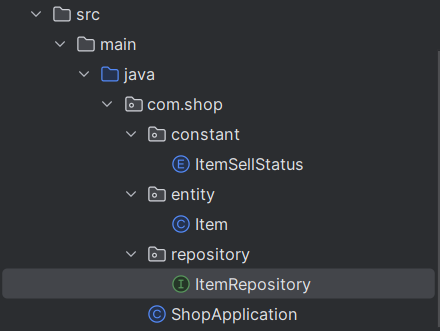 src
main
java
com.shop
constant
E ItemSellStatus
entity
C Item
repository
I ItemRepository
C ShopApplication